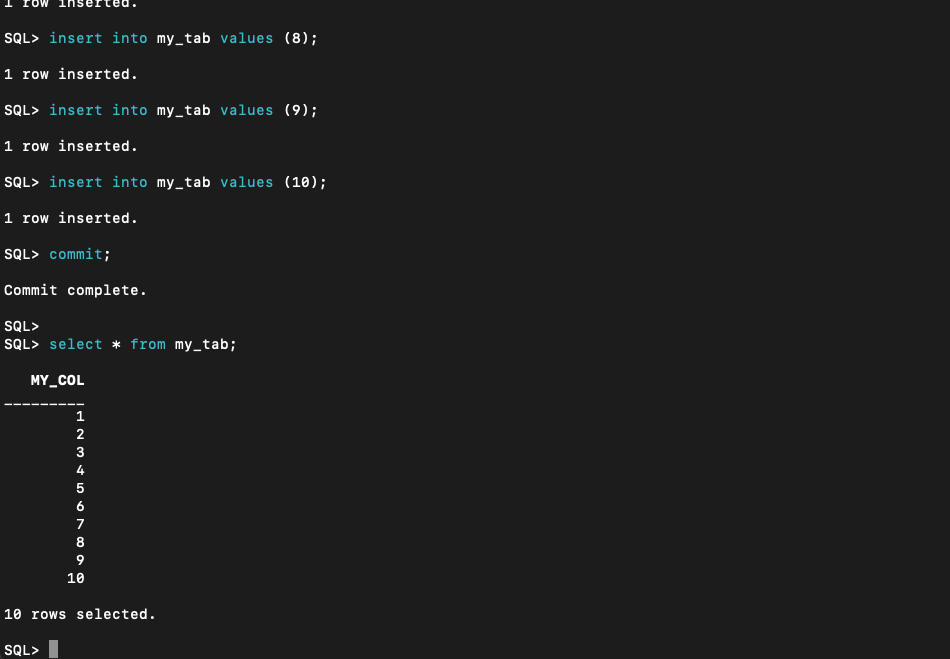 1 row inserted.
SQL> insert into my_tab values (8);
1 row inserted.
SQL> insert into my_tab values (9);
1 row inserted.
SQL> insert into my_tab values (10);
1 row inserted.
SQL> commit;
Commit complete.
SQL>
SQL> select * from my_tab;
MY_COL
_________
1
2
3
4
5
6
7
8
9
10
10 rows selected.
SQL>